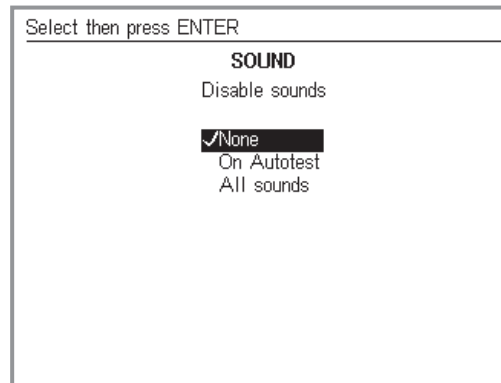 Select then press ENTER
SOUND
Disable sounds
✓None
On Autotest
All sounds